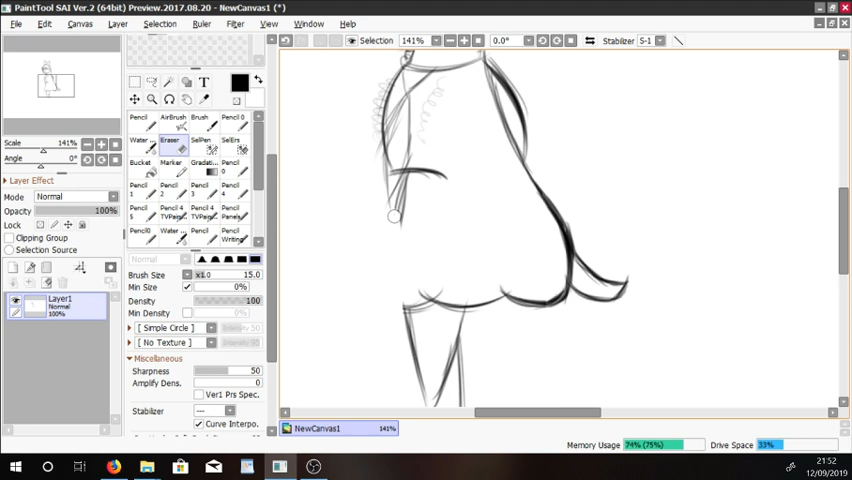 PaintTool SAI Ver.2 (64bit) Preview.2017.08.20 - NewCanvas1 (*)
File Edit Canvas Layer Selection Ruler Filter View Window Help
Selection 141% 0.0° Stabilizer S-1
Scale 141%
Angle 0°
Layer Effect
Mode Normal
Opacity 100%
Lock
Clipping Group
Selection Source
Layer1
Normal
100%
T
Pencil AirBrush Brush Pencil 0
Water ... Eraser SelPen SelErs
Bucket Marker Gradati... Pencil 0
Pencil 1 Pencil 2 Pencil 3 Pencil 4
Pencil 5 Pencil 4 TVPain... Pencil 4 TVPain... Pencil Panels
Pencil0 Water ... Pencil Pencil Writing
Normal
Brush Size x1.0 15.0
Min Size 0%
Density 100
Min Density 0%
[ Simple Circle ] Intensity 50
[ No Texture ] Intensity 95
Miscellaneous
Sharpness 50
Amplify Dens. 0
Ver1 Prs Spec.
Stabilizer ---
Curve Interpo.
NewCanvas1 141%
Memory Usage 74% (75%) Drive Space 33%
21:52
12/09/2019